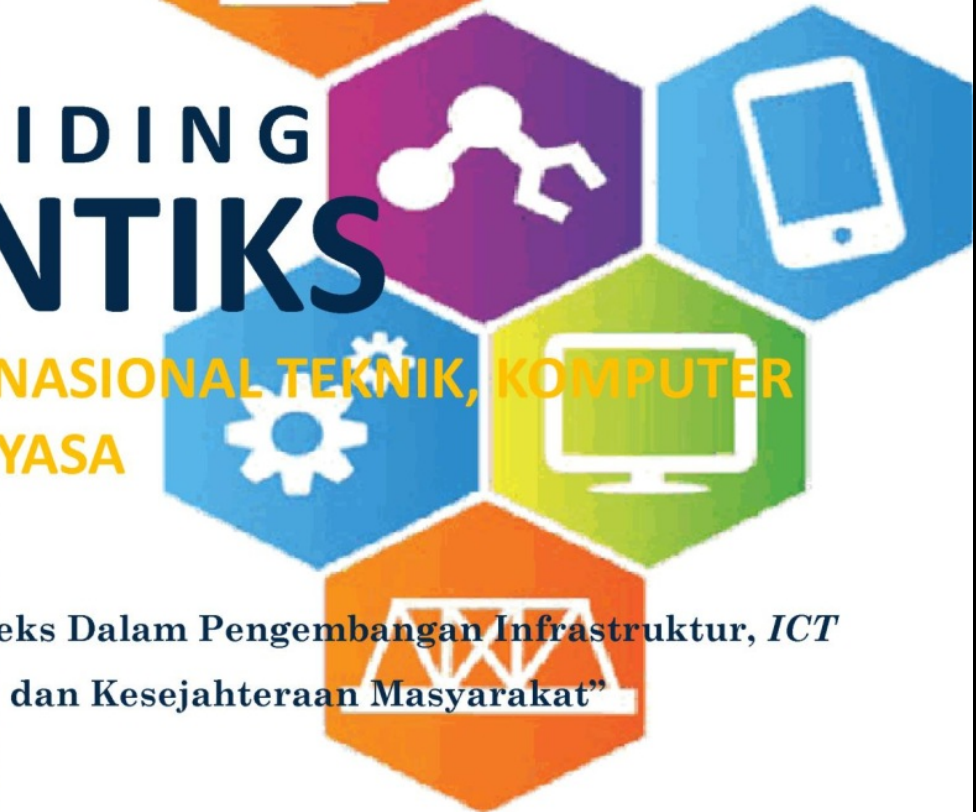 IDING
NTIKS
NASIONAL TEKNIK, KOMPUTER
YASA
eks Dalam Pengembangan Infrastruktur, ICT
dan Kesejahteraan Masyarakat”